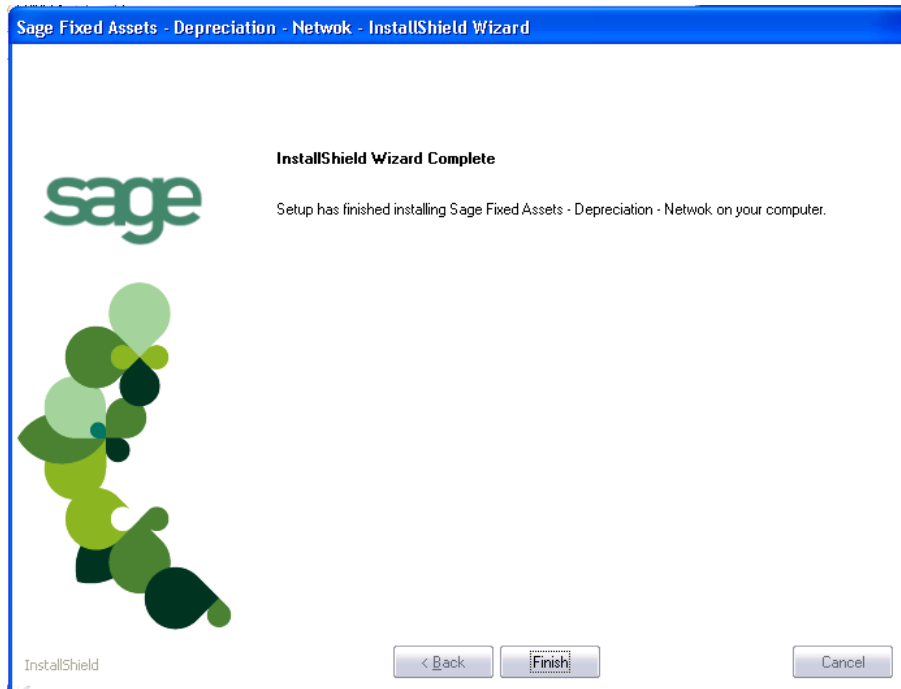 Sage Fixed Assets - Depreciation - Netwok - InstallShield Wizard
InstallShield Wizard Complete
sage
Setup has finished installing Sage Fixed Assets - Depreciation - Netwok on your computer.
InstallShield
< Back
Finish
Cancel